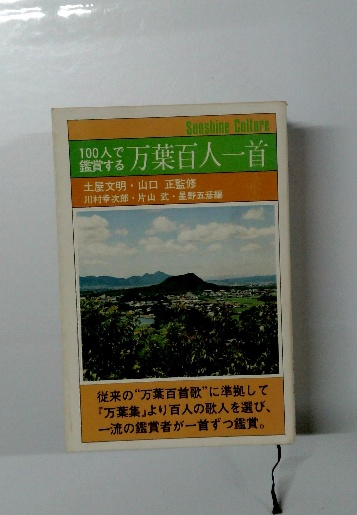 Sunshine Culture
100人で
鑑賞する 万葉百人一首
土屋文明・山口 正監修
川村幸次郎・片山 武・星野五彦編
従来の“万葉百首歌”に準拠して
『万葉集』より百人の歌人を選び、
一流の鑑賞者が一首ずつ鑑賞。